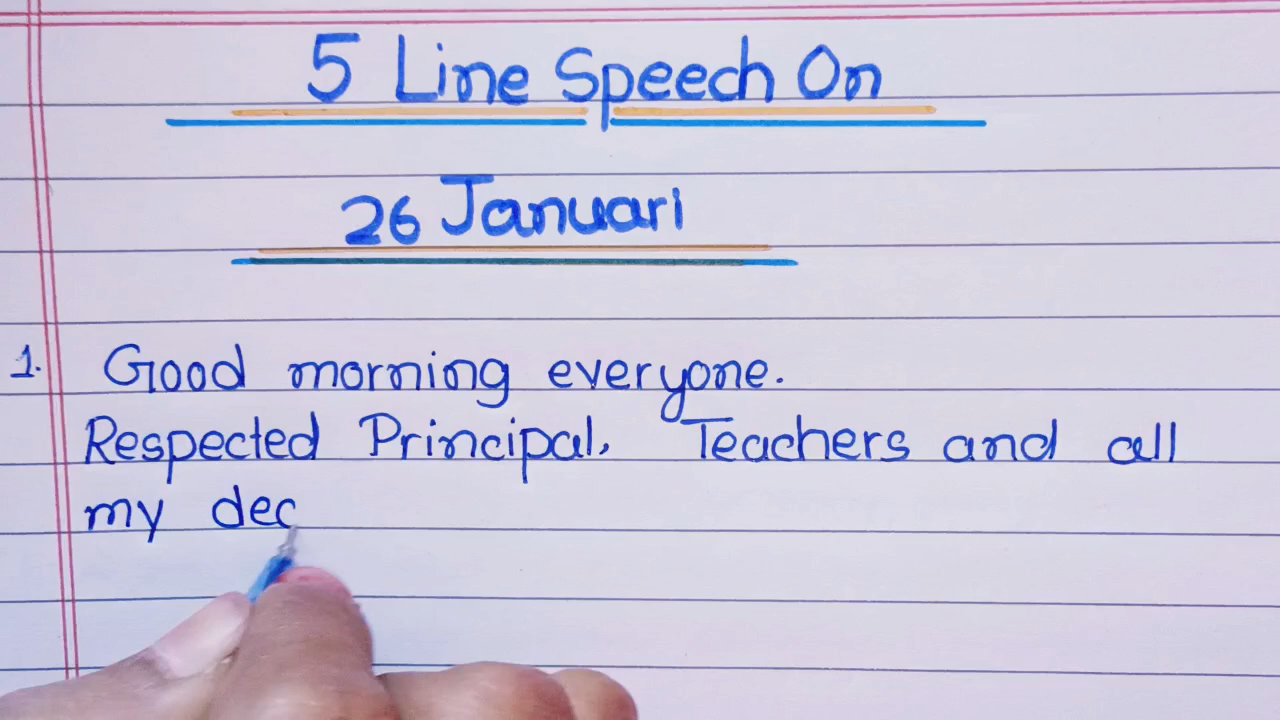 5 Line Speech On
26 Januari
1. Good morning everyone.
Respected Principal, Teachers and all
my dec